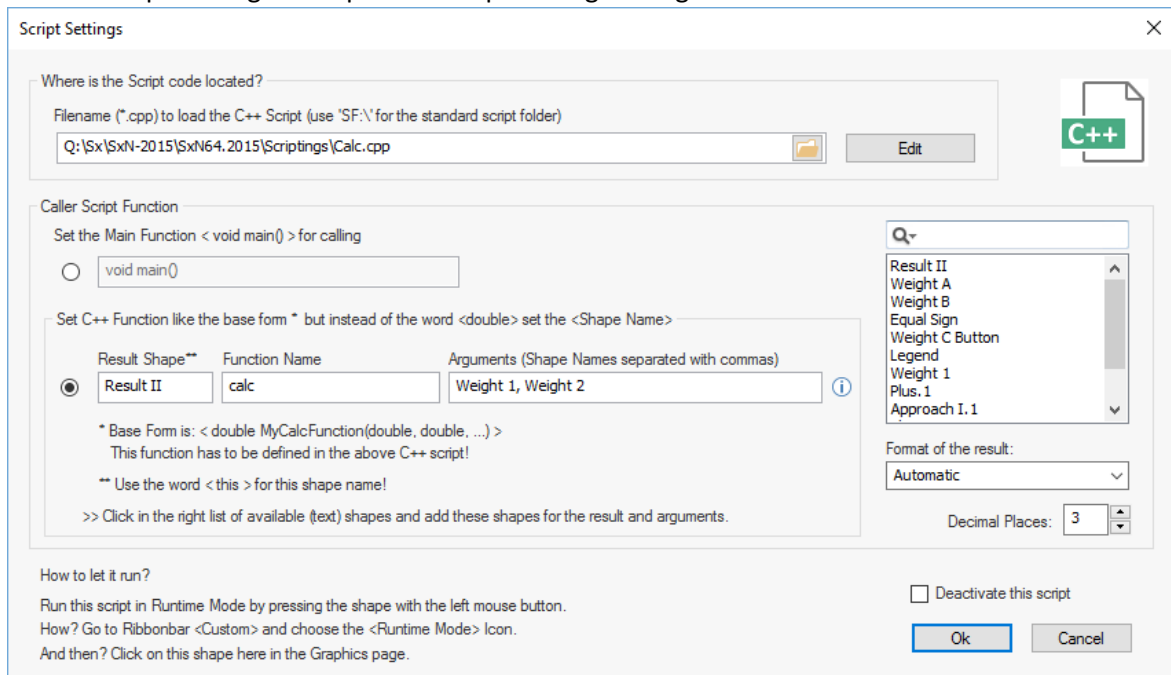 Script Settings
Where is the Script code located?
Filename (*.cpp) to load the C++ Script (use 'SF:\' for the standard script folder)
Q:\Sx\SxN-2015\SxN64.2015\Scriptings\Calc.cpp
Edit
C++
Caller Script Function
Set the Main Function < void main() > for calling
void main()
Set C++ Function like the base form * but instead of the word <double> set the <Shape Name>
Result Shape** Function Name Arguments (Shape Names separated with commas)
Result II calc Weight 1, Weight 2
* Base Form is: < double MyCalcFunction(double, double, ...) >
This function has to be defined in the above C++ script!
** Use the word < this > for this shape name!
>> Click in the right list of available (text) shapes and add these shapes for the result and arguments.
Result II
Weight A
Weight B
Equal Sign
Weight C Button
Legend
Weight 1
Plus.1
Approach I.1
Format of the result:
Automatic
Decimal Places: 3
How to let it run?
Run this script in Runtime Mode by pressing the shape with the left mouse button.
How? Go to Ribbonbar <Custom> and choose the <Runtime Mode> Icon.
And then? Click on this shape here in the Graphics page.
Deactivate this script
Ok Cancel